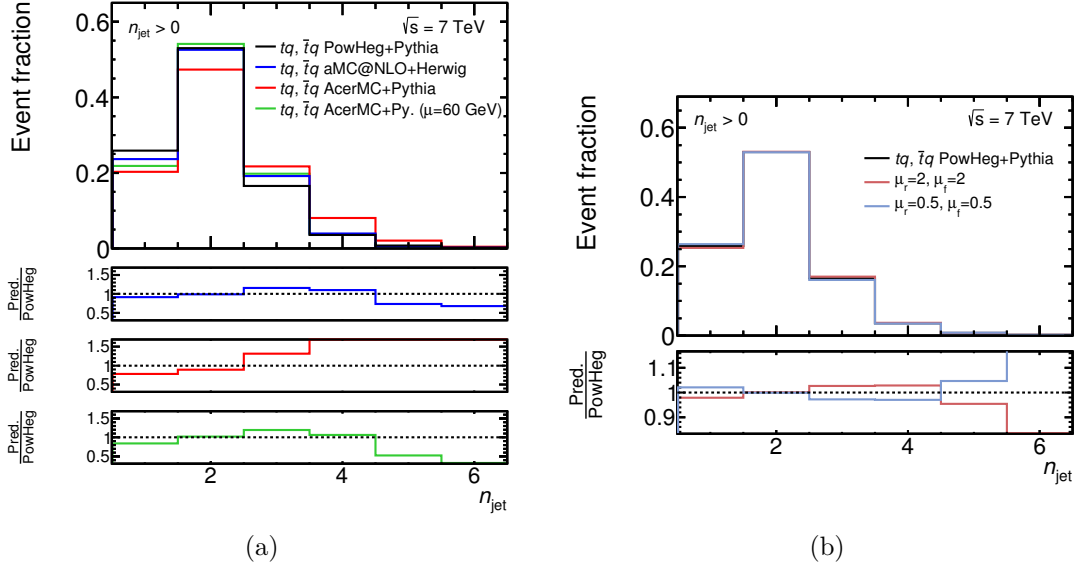 n_jet > 0
√s = 7 TeV
tq, t̄q PowHeg+Pythia
tq, t̄q aMC@NLO+Herwig
tq, t̄q AcerMC+Pythia
tq, t̄q AcerMC+Py. (μ=60 GeV)
Event fraction
0.6
0.4
0.2
0
Pred.
PowHeg
1.5
1
0.5
Pred.
PowHeg
1.5
1
0.5
Pred.
PowHeg
1.5
1
0.5
2
4
6
n_jet
(a)
n_jet > 0
√s = 7 TeV
tq, t̄q PowHeg+Pythia
μ_r=2, μ_f=2
μ_r=0.5, μ_f=0.5
Event fraction
0.6
0.4
0.2
0
Pred.
PowHeg
1.1
1
0.9
2
4
6
n_jet
(b)